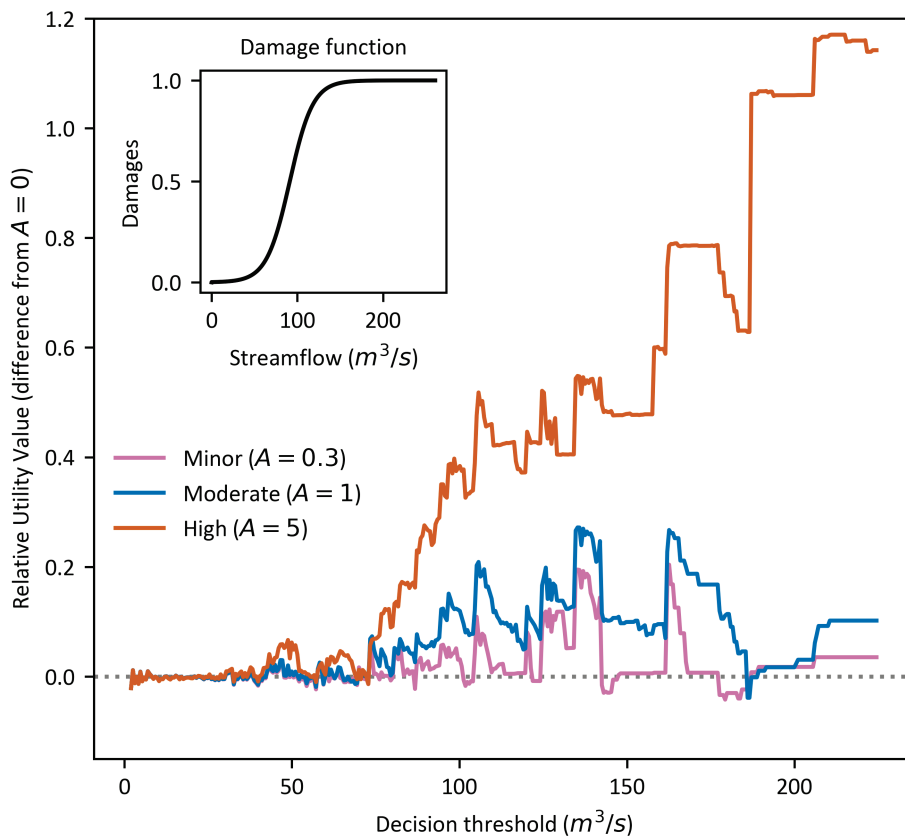 Damage function
1.0
0.5
0.0
Damages
0
100
200
Streamflow (m³/s)
1.2
1.0
0.8
0.6
0.4
0.2
0.0
Relative Utility Value (difference from A = 0)
Minor (A = 0.3)
Moderate (A = 1)
High (A = 5)
0
50
100
150
200
Decision threshold (m³/s)